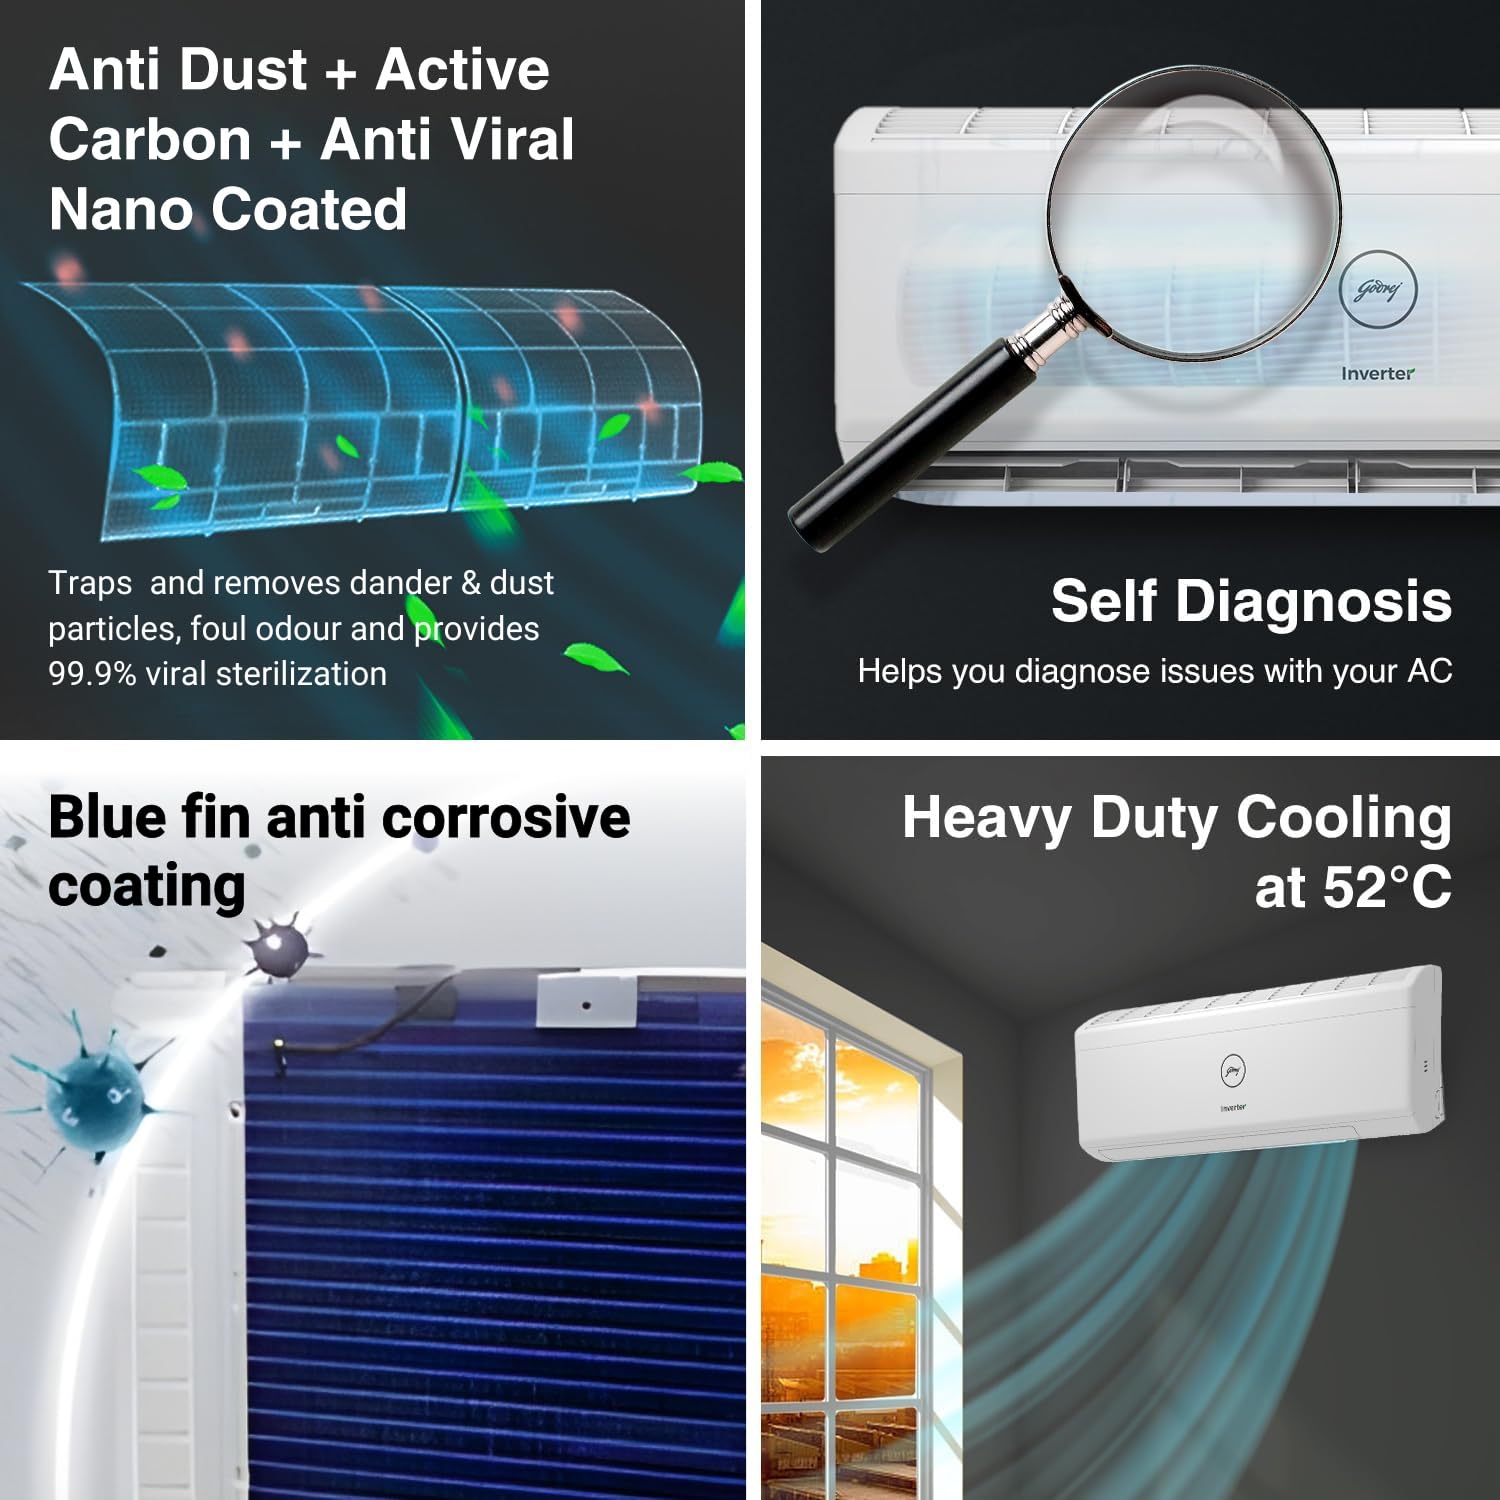 Anti Dust + Active
Carbon + Anti Viral
Nano Coated
Traps and removes dander & dust
particles, foul odour and provides
99.9% viral sterilization
Godrej
Inverter
Self Diagnosis
Helps you diagnose issues with your AC
Blue fin anti corrosive
coating
Heavy Duty Cooling
at 52°C
Godrej
Inverter